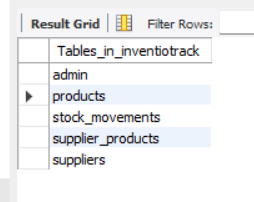 Result Grid Filter Rows:
Tables_in_inventiotrack
admin
products
stock_movements
supplier_products
suppliers